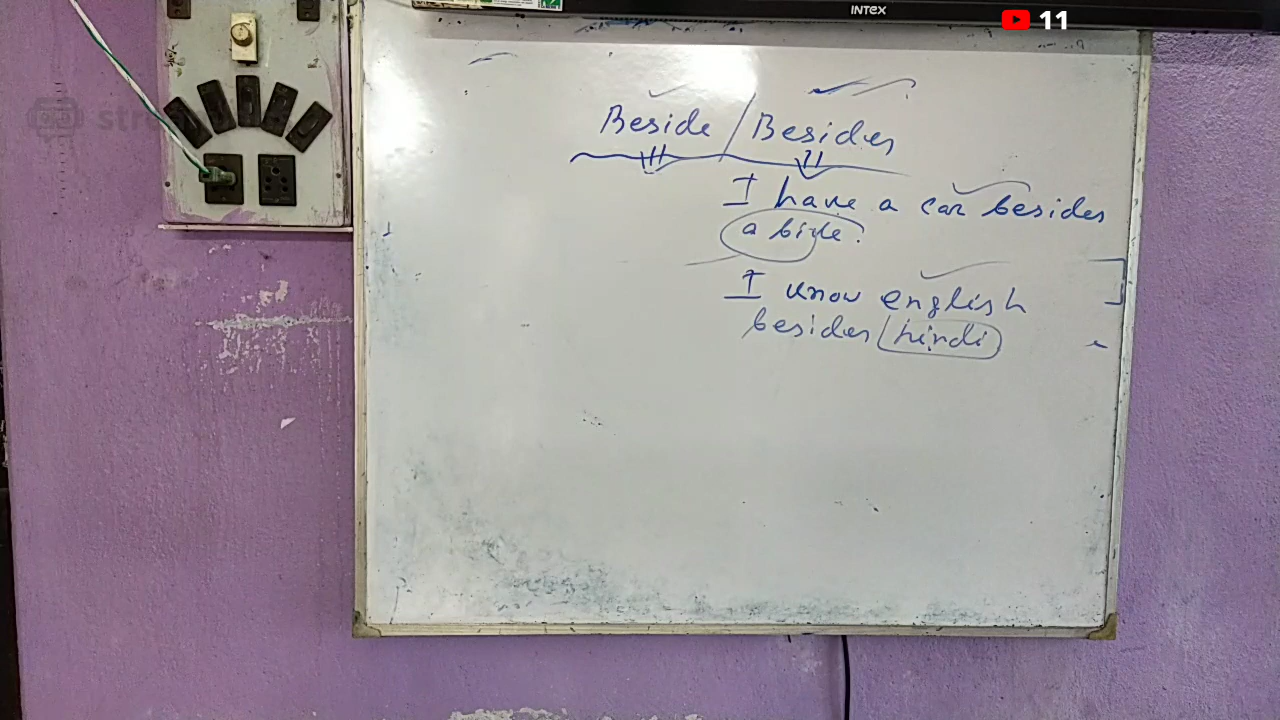 INTEX
11
Beside / Besides
I have a car besides
a bike.
I know english
besides hindi